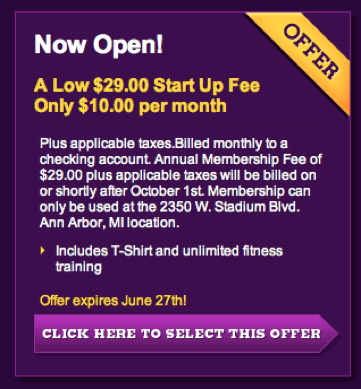 OFFER
Now Open!
A Low $29.00 Start Up Fee
Only $10.00 per month
Plus applicable taxes.Billed monthly to a
checking account. Annual Membership Fee of
$29.00 plus applicable taxes will be billed on
or shortly after October 1st. Membership can
only be used at the 2350 W. Stadium Blvd.
Ann Arbor, MI location.
Includes T-Shirt and unlimited fitness
training
Offer expires June 27th!
CLICK HERE TO SELECT THIS OFFER